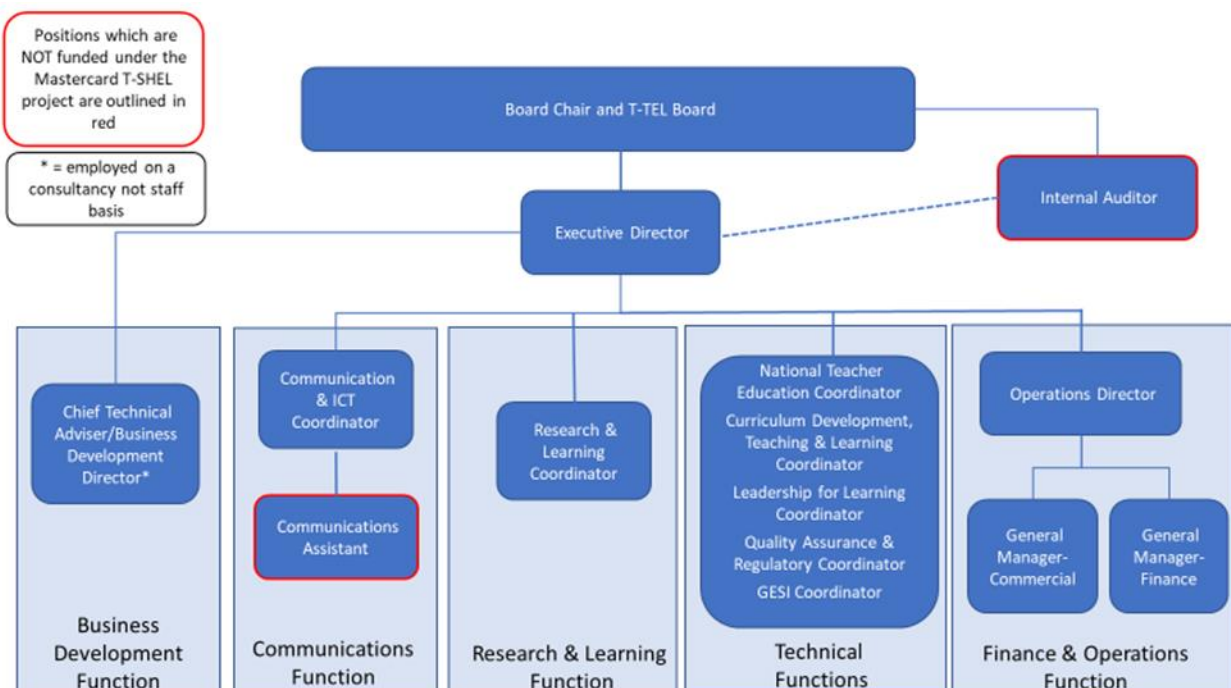 Positions which are
NOT funded under the
Mastercard T-SHEL
project are outlined in
red
* = employed on a
consultancy not staff
basis
Board Chair and T-TEL Board
Internal Auditor
Executive Director
Chief Technical
Adviser/Business
Development
Director*
Business
Development
Function
Communication
& ICT
Coordinator
Communications
Assistant
Communications
Function
Research &
Learning
Coordinator
Research & Learning
Function
National Teacher
Education Coordinator
Curriculum Development,
Teaching & Learning
Coordinator
Leadership for Learning
Coordinator
Quality Assurance &
Regulatory Coordinator
GESI Coordinator
Technical
Functions
Operations Director
General
Manager-
Commercial
General
Manager-
Finance
Finance & Operations
Function